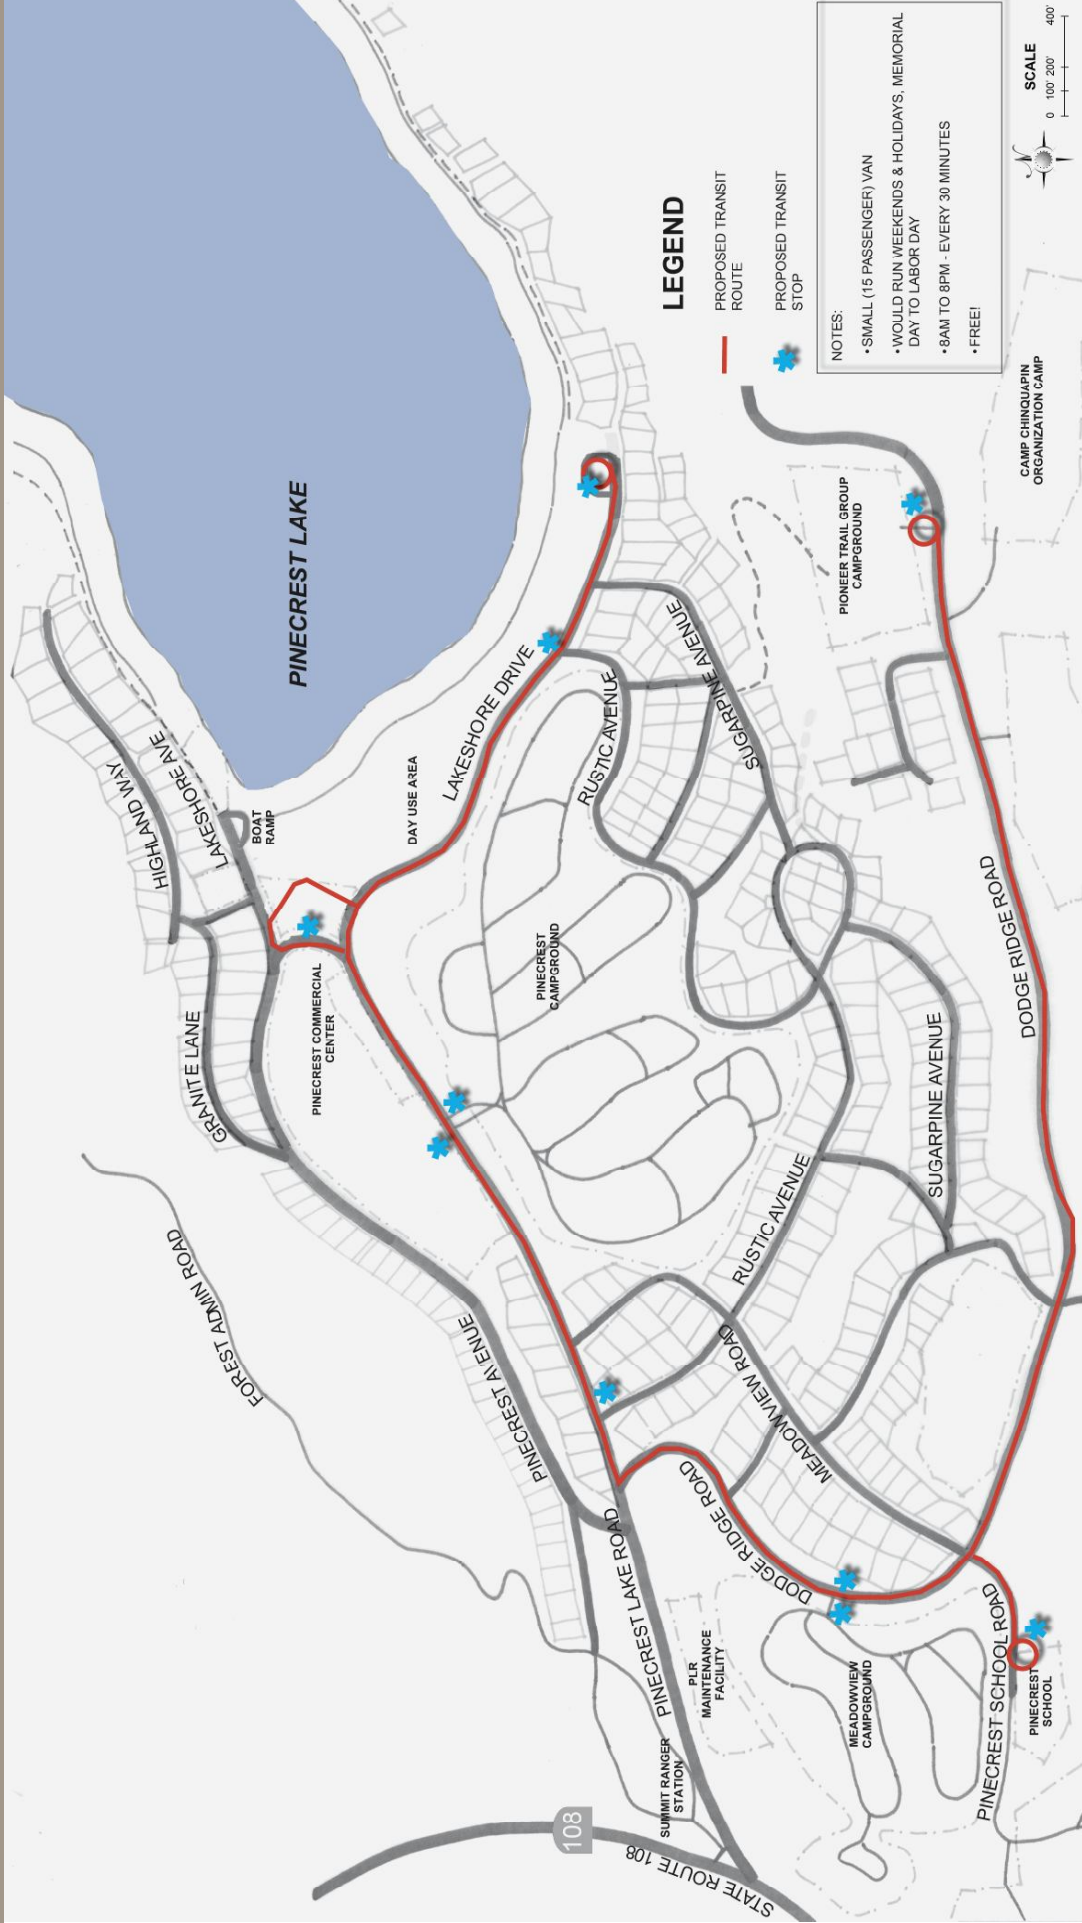 PINECREST LAKE
HIGHLAND WAY
LAKESHORE AVE
BOAT
RAMP
GRANITE LANE
PINECREST COMMERCIAL
CENTER
DAY USE AREA
LAKESHORE DRIVE
RUSTIC AVENUE
SUGARPINE AVENUE
PINECREST
CAMPGROUND
FOREST ADMIN ROAD
PINECREST AVENUE
RUSTIC AVENUE
SUGARPINE AVENUE
MEADOWVIEW ROAD
DODGE RIDGE ROAD
DODGE RIDGE ROAD
PINECREST LAKE ROAD
PLR
MAINTENANCE
FACILITY
SUMMIT RANGER
STATION
108
STATE ROUTE 108
MEADOWVIEW
CAMPGROUND
PINECREST SCHOOL ROAD
PINECREST
SCHOOL
PIONEER TRAIL GROUP
CAMPGROUND
CAMP CHINQUAPIN
ORGANIZATION CAMP
LEGEND
PROPOSED TRANSIT
ROUTE
PROPOSED TRANSIT
STOP
NOTES:
• SMALL (15 PASSENGER) VAN
• WOULD RUN WEEKENDS & HOLIDAYS, MEMORIAL
DAY TO LABOR DAY
• 8AM TO 8PM - EVERY 30 MINUTES
• FREE!
SCALE
0 100' 200' 400'